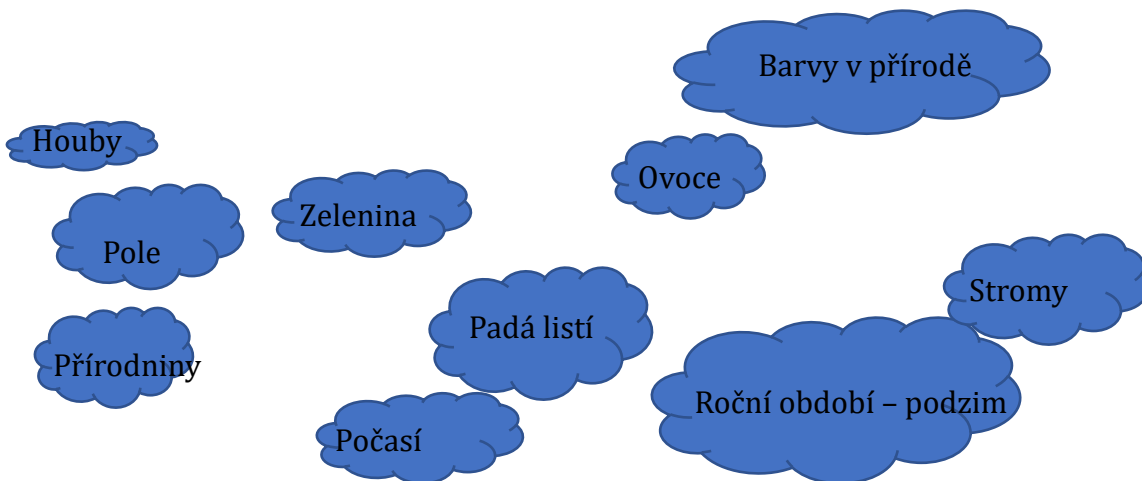 Barvy v přírodě
Houby
Ovoce
Zelenina
Pole
Stromy
Padá listí
Přírodniny
Roční období – podzim
Počasí